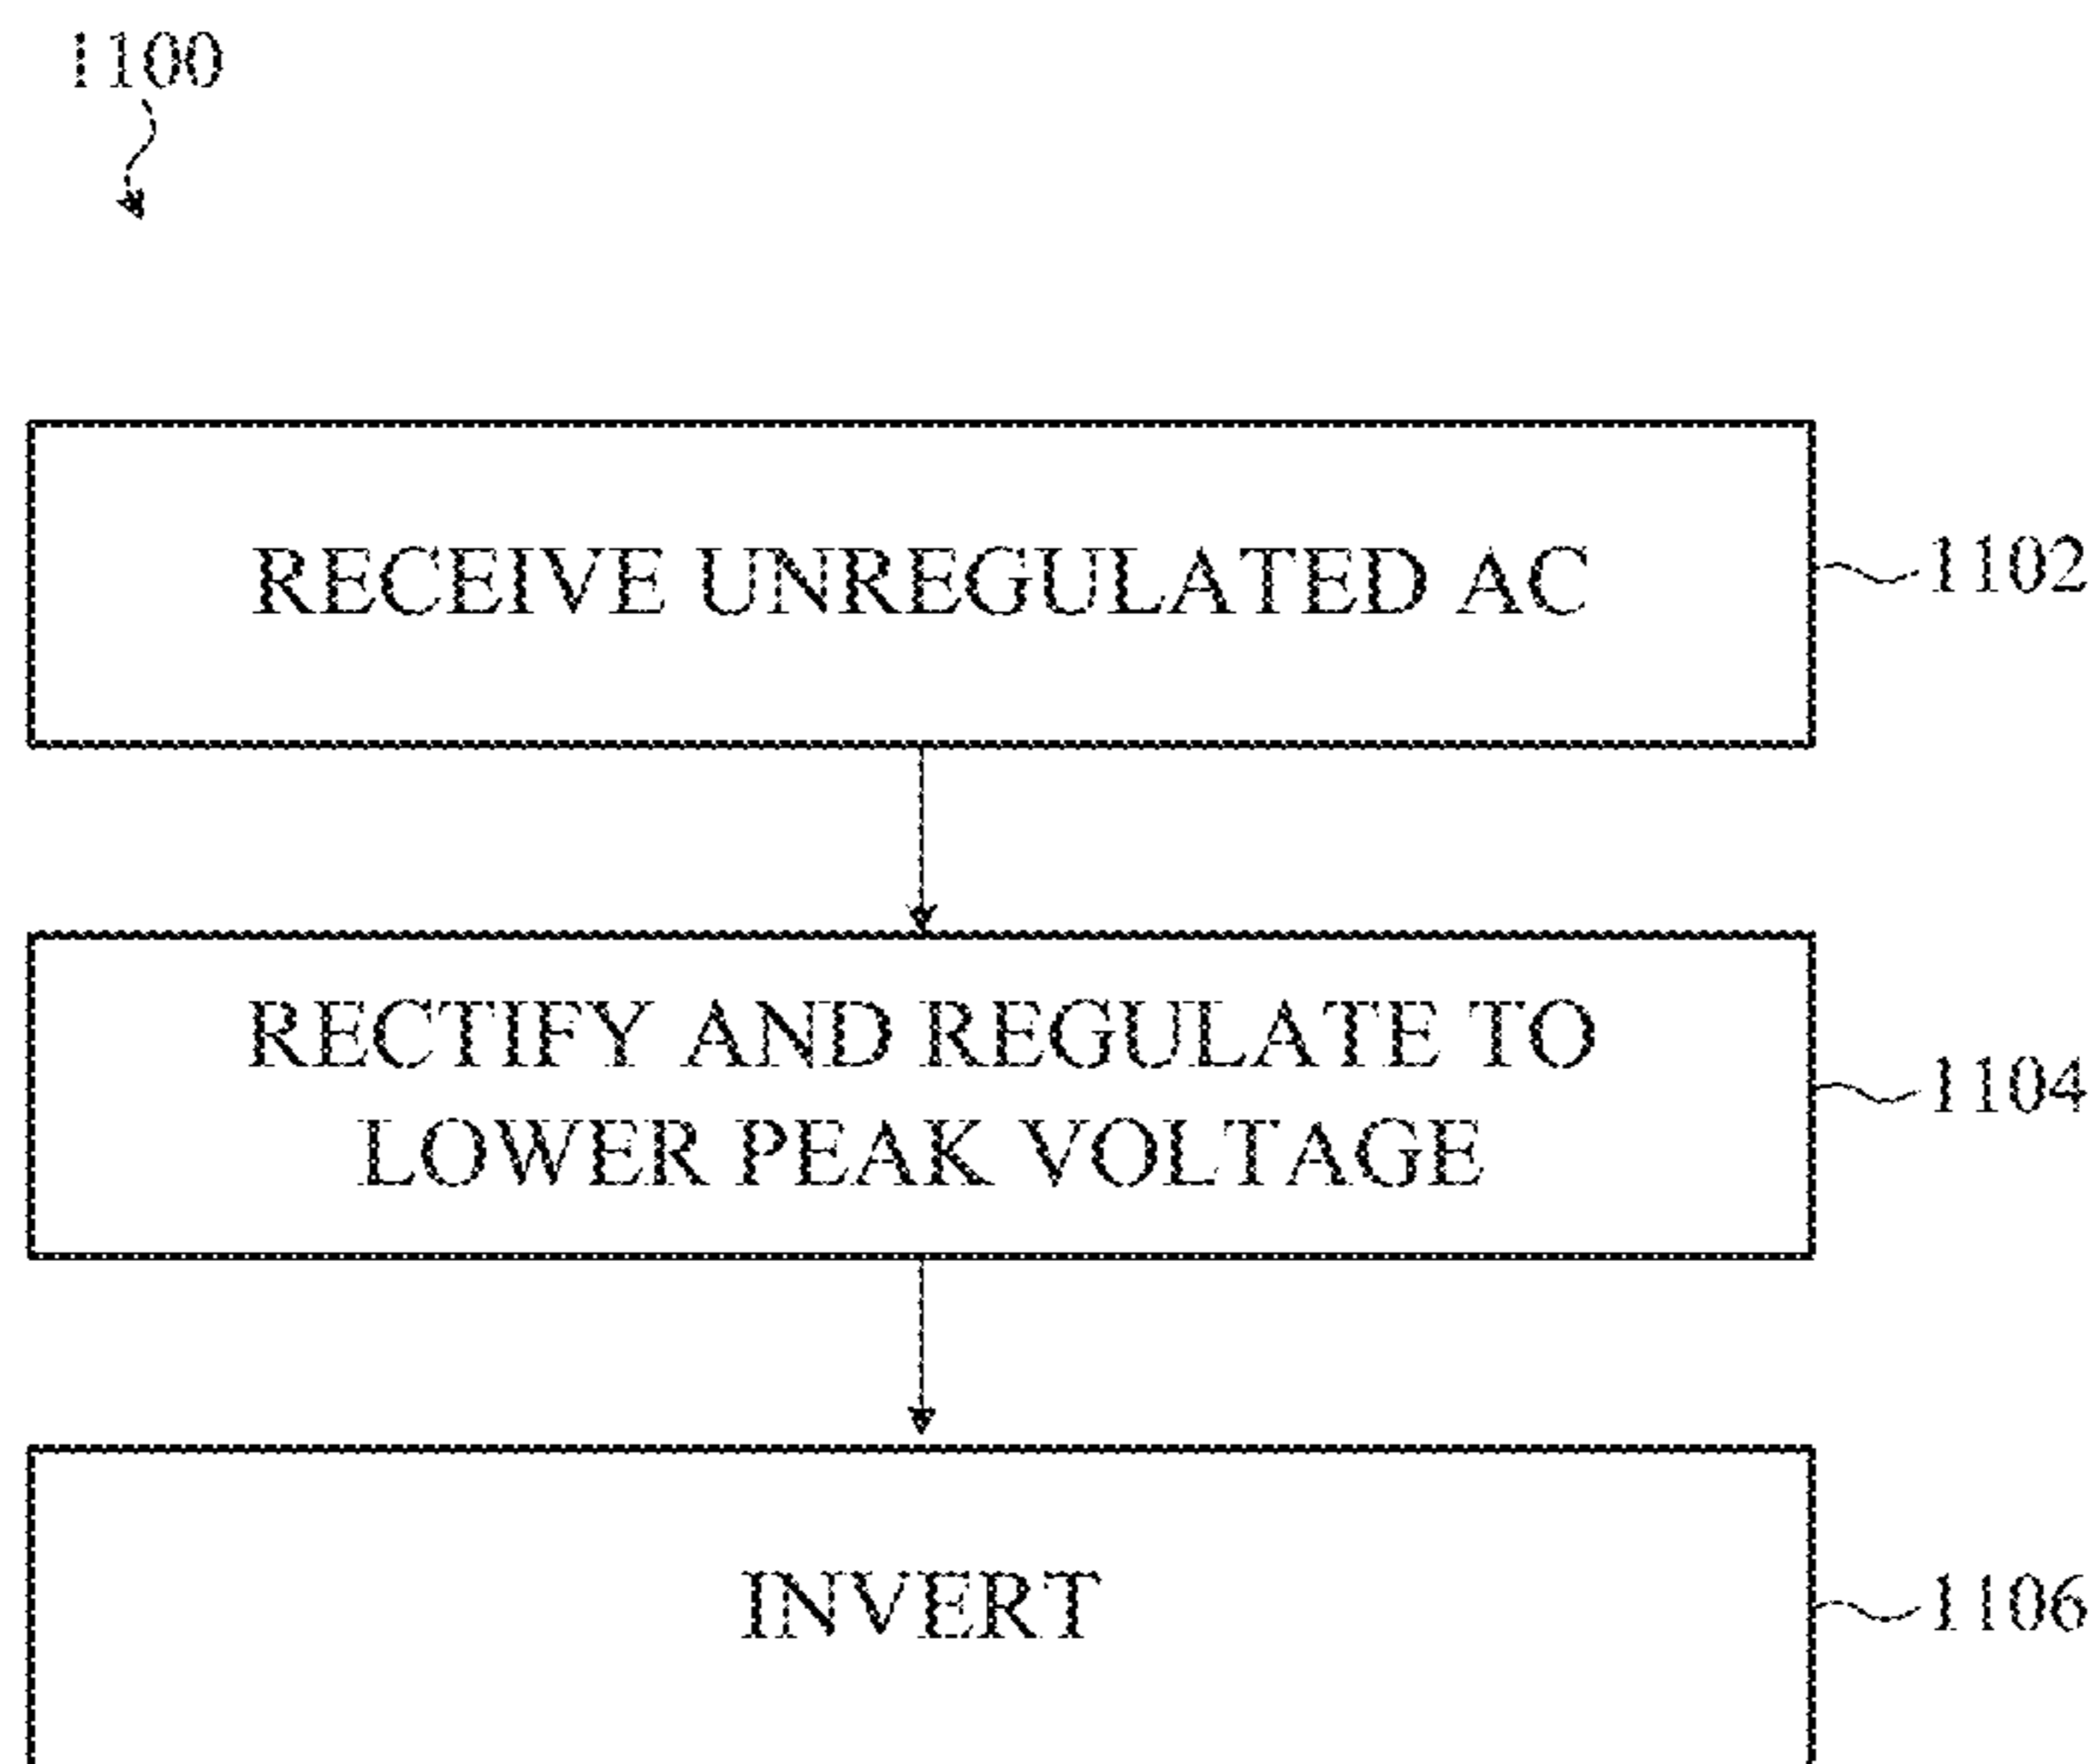 1100
RECEIVE UNREGULATED AC
1102
RECTIFY AND REGULATE TO
LOWER PEAK VOLTAGE
1104
INVERT
1106